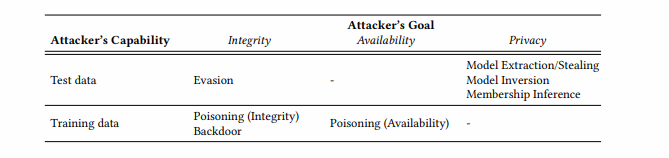 Attacker's Goal
Attacker's Capability Integrity Availability Privacy
Model Extraction/Stealing
Test data Evasion - Model Inversion
Membership Inference
Poisoning (Integrity)
Training data Poisoning (Availability) -
Backdoor